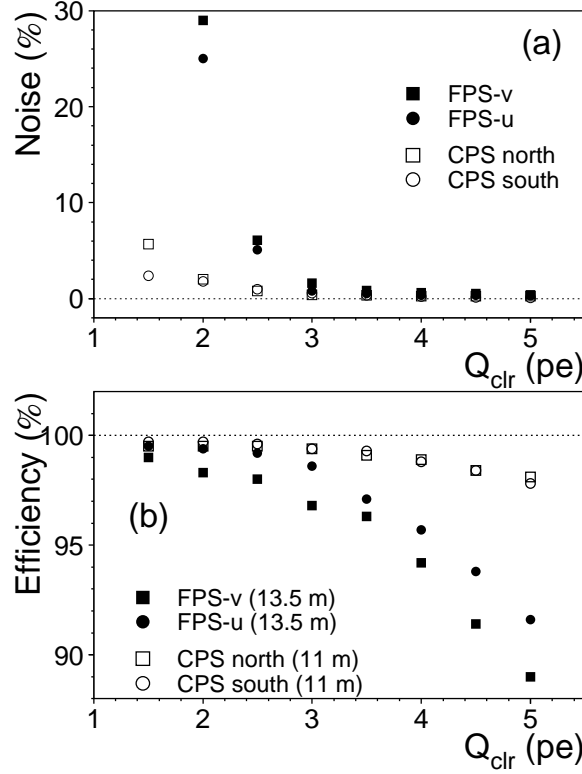 Noise (%)
30
20
10
0
(a)
FPS-v
FPS-u
CPS north
CPS south
1 2 3 4 5
Q_clr (pe)
Efficiency (%)
100
95
90
(b)
FPS-v (13.5 m)
FPS-u (13.5 m)
CPS north (11 m)
CPS south (11 m)
1 2 3 4 5
Q_clr (pe)